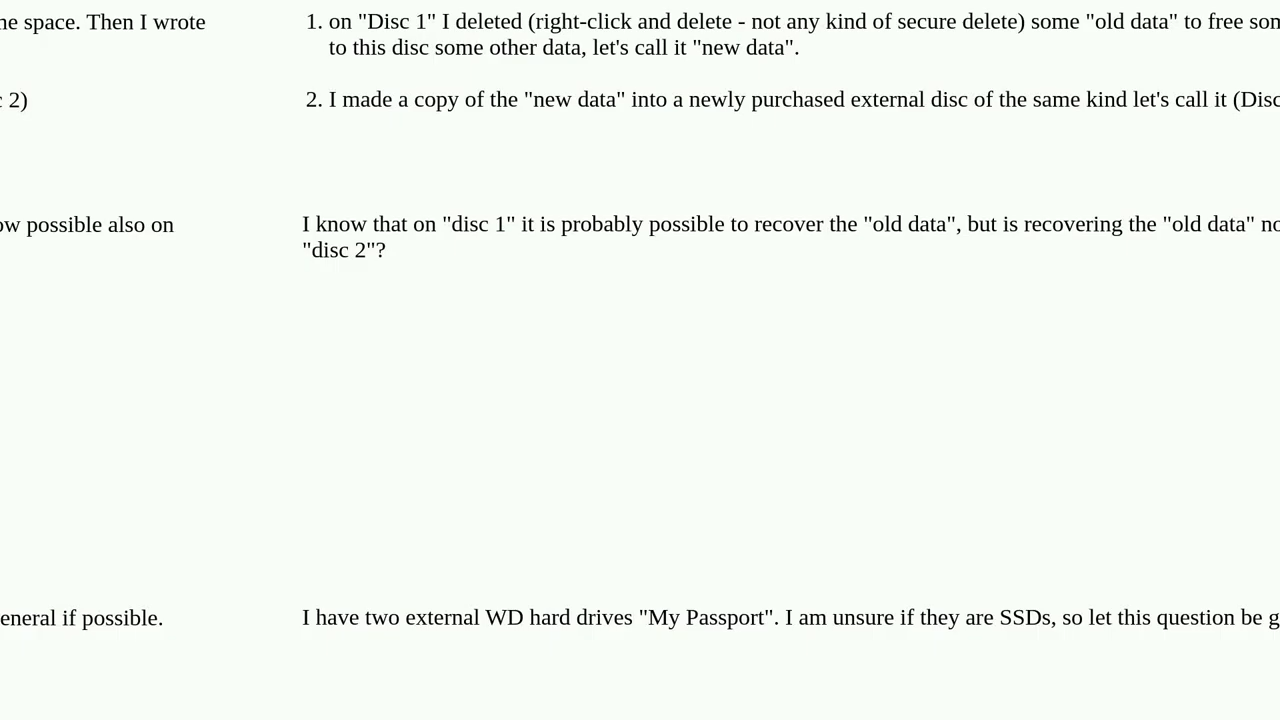 me space. Then I wrote
1. on "Disc 1" I deleted (right-click and delete - not any kind of secure delete) some "old data" to free som
to this disc some other data, let's call it "new data".
c 2)
2. I made a copy of the "new data" into a newly purchased external disc of the same kind let's call it (Disc
ow possible also on
I know that on "disc 1" it is probably possible to recover the "old data", but is recovering the "old data" no
"disc 2"?
eneral if possible.
I have two external WD hard drives "My Passport". I am unsure if they are SSDs, so let this question be g